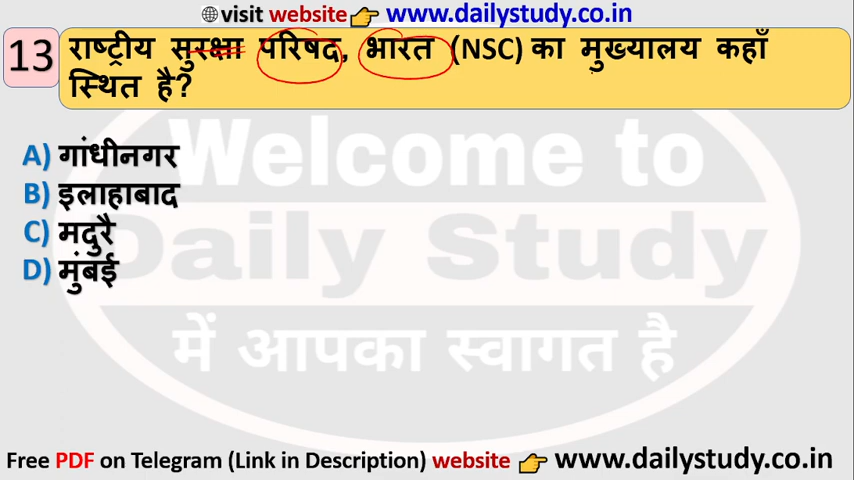 visit website 👉 www.dailystudy.co.in
13 राष्ट्रीय सुरक्षा परिषद, भारत (NSC) का मुख्यालय कहाँ
स्थित है?
A) गांधीनगर
B) इलाहाबाद
C) मदुरै
D) मुंबई
Welcome to
Daily Study
में आपका स्वागत है
Free PDF on Telegram (Link in Description) website 👉 www.dailystudy.co.in